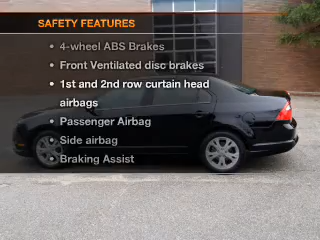 SAFETY FEATURES
• 4-wheel ABS Brakes
• Front Ventilated disc brakes
• 1st and 2nd row curtain head
airbags
• Passenger Airbag
• Side airbag
• Braking Assist